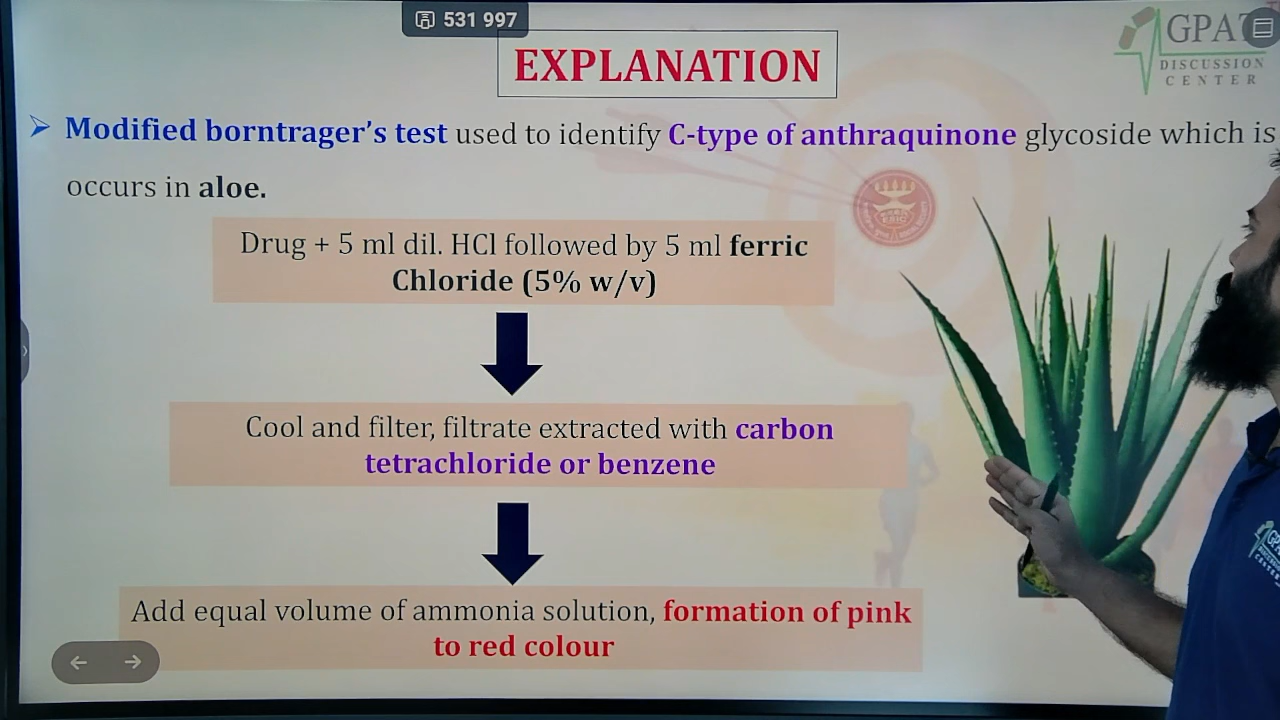 531 997
EXPLANATION
GPAT
DISCUSSION
CENTER
Modified borntrager's test used to identify C-type of anthraquinone glycoside which is
occurs in aloe.
Drug + 5 ml dil. HCl followed by 5 ml ferric
Chloride (5% w/v)
Cool and filter, filtrate extracted with carbon
tetrachloride or benzene
Add equal volume of ammonia solution, formation of pink
to red colour